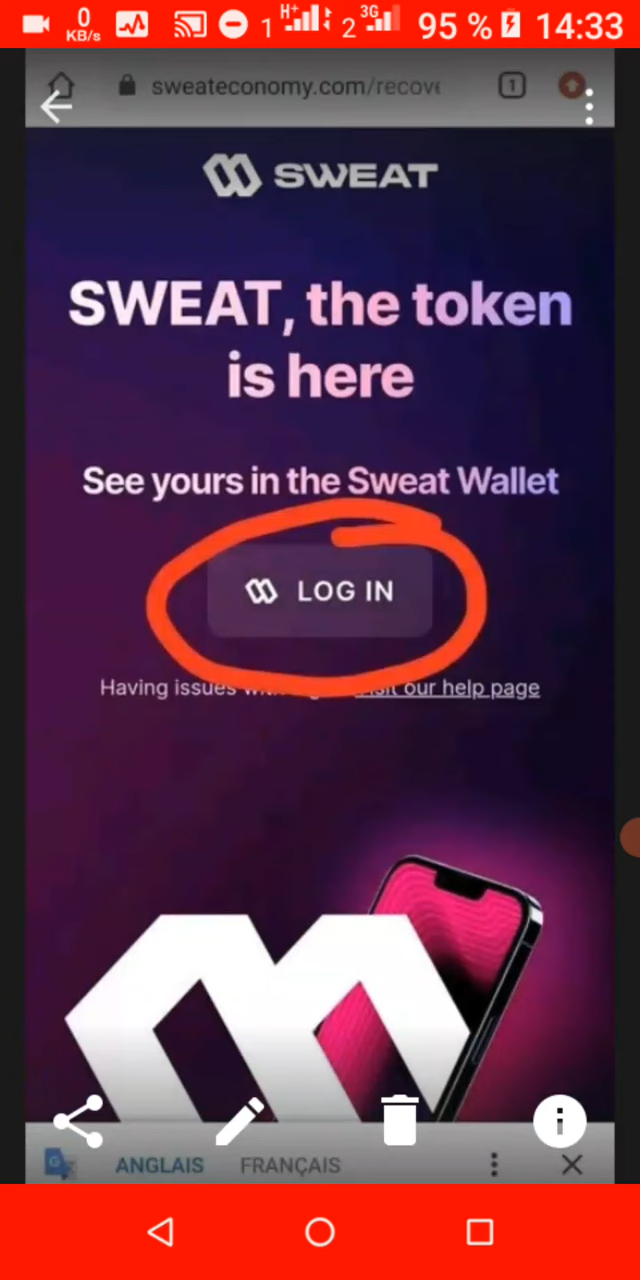 0
KB/s
1
H+
2
3G
95 %
14:33
sweateconomy.com/recove
1
SWEAT
SWEAT, the token
is here
See yours in the Sweat Wallet
LOG IN
Having issues our help page
G
ANGLAIS FRANÇAIS